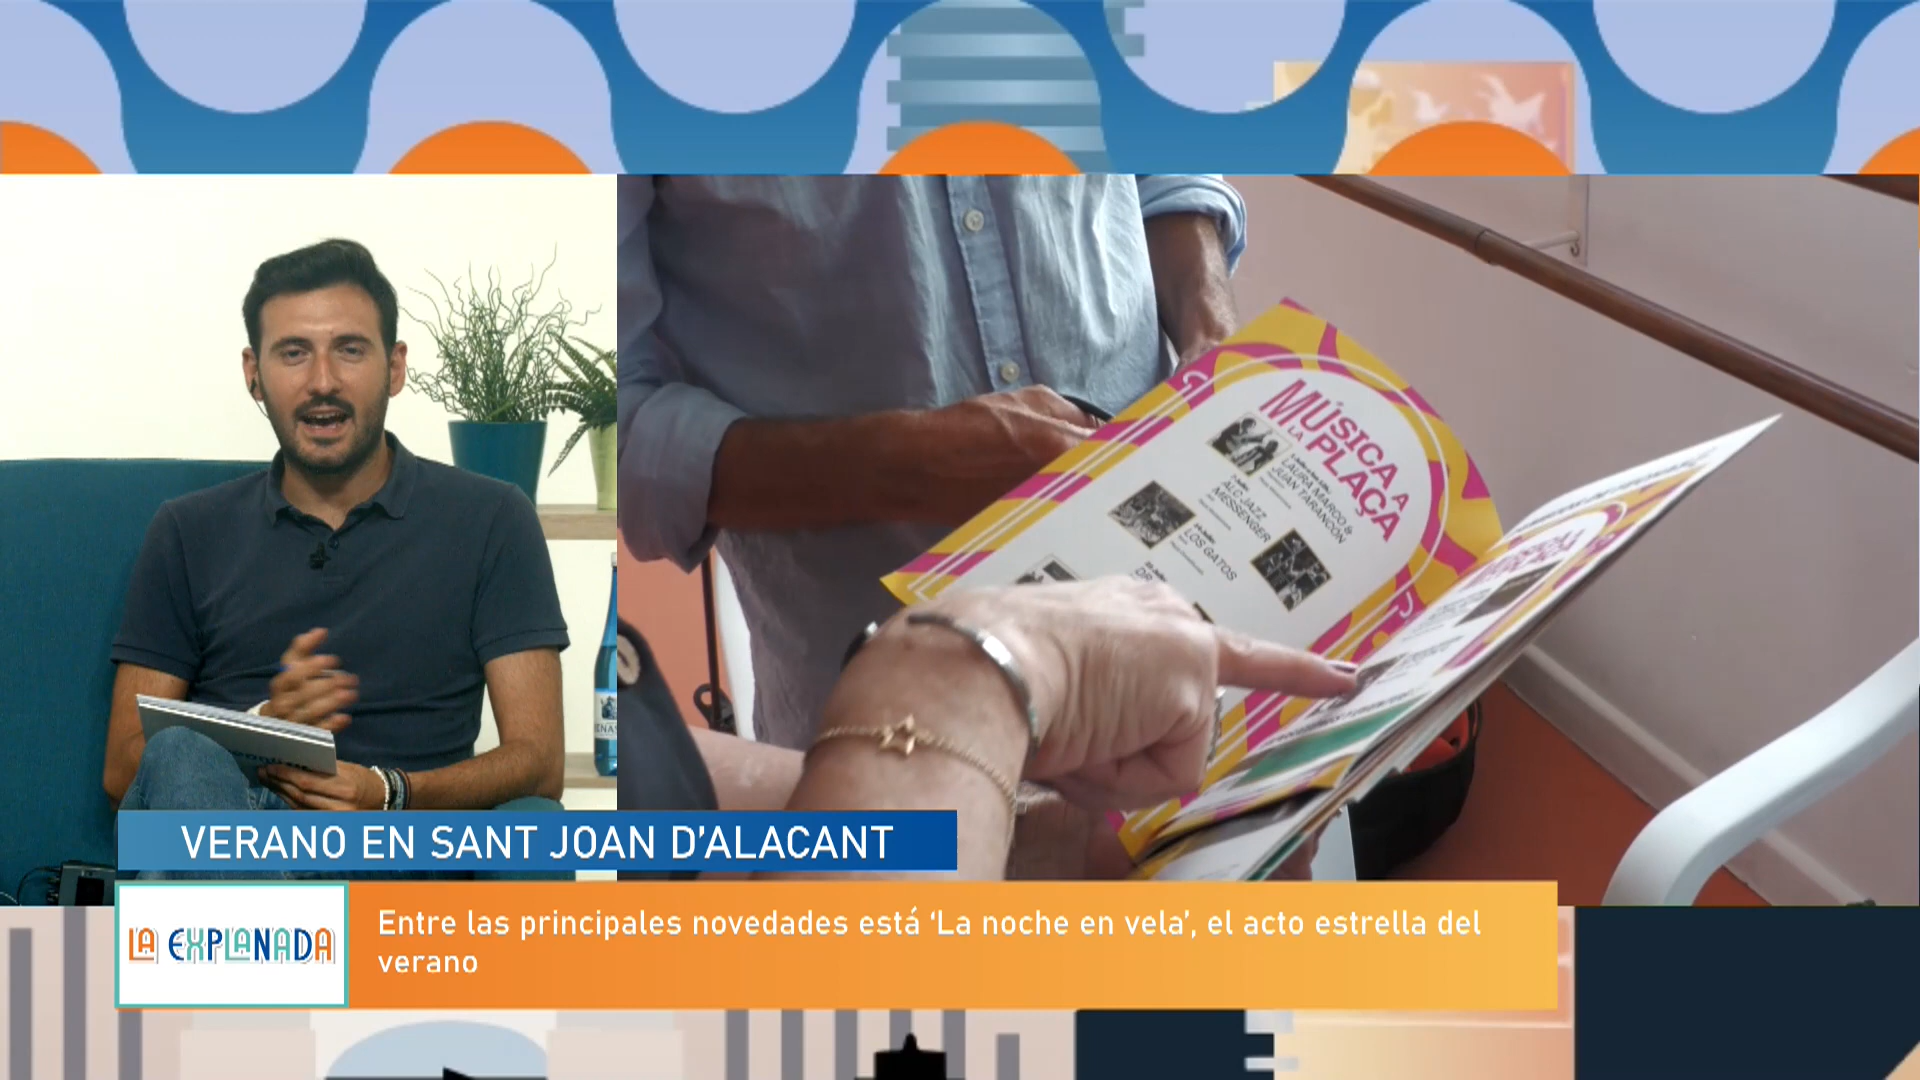 MÚSICA A
LA PLAÇA
LAURA MARCO &
JUAN TARANCÓN
ALC JAZZ
MESSENGER
LOS GATOS
VERANO EN SANT JOAN D'ALACANT
LA EXPLANADA
Entre las principales novedades está ‘La noche en vela’, el acto estrella del
verano